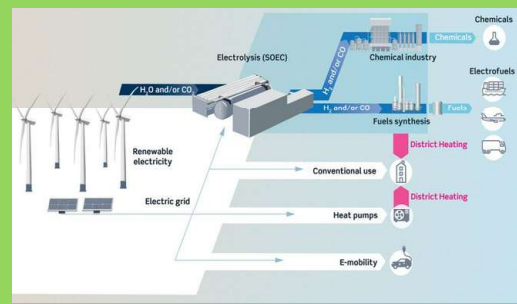 Chemicals
Electrolysis (SOEC)
Chemical industry
Chemicals
H₂ and/or CO
Electrofuels
H₂O and/or CO
H₂ and/or CO
Fuels
Fuels synthesis
Renewable
electricity
District Heating
Conventional use
Electric grid
District Heating
Heat pumps
E-mobility